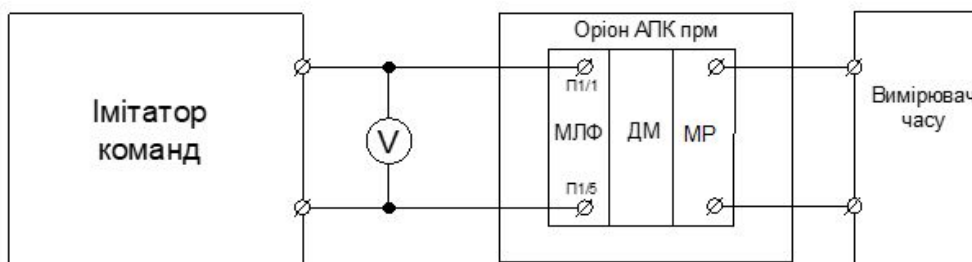 Імітатор
команд
V
Оріон АПК прм
П1/1
МЛФ
ДМ
МР
П1/5
Вимірювач
часу